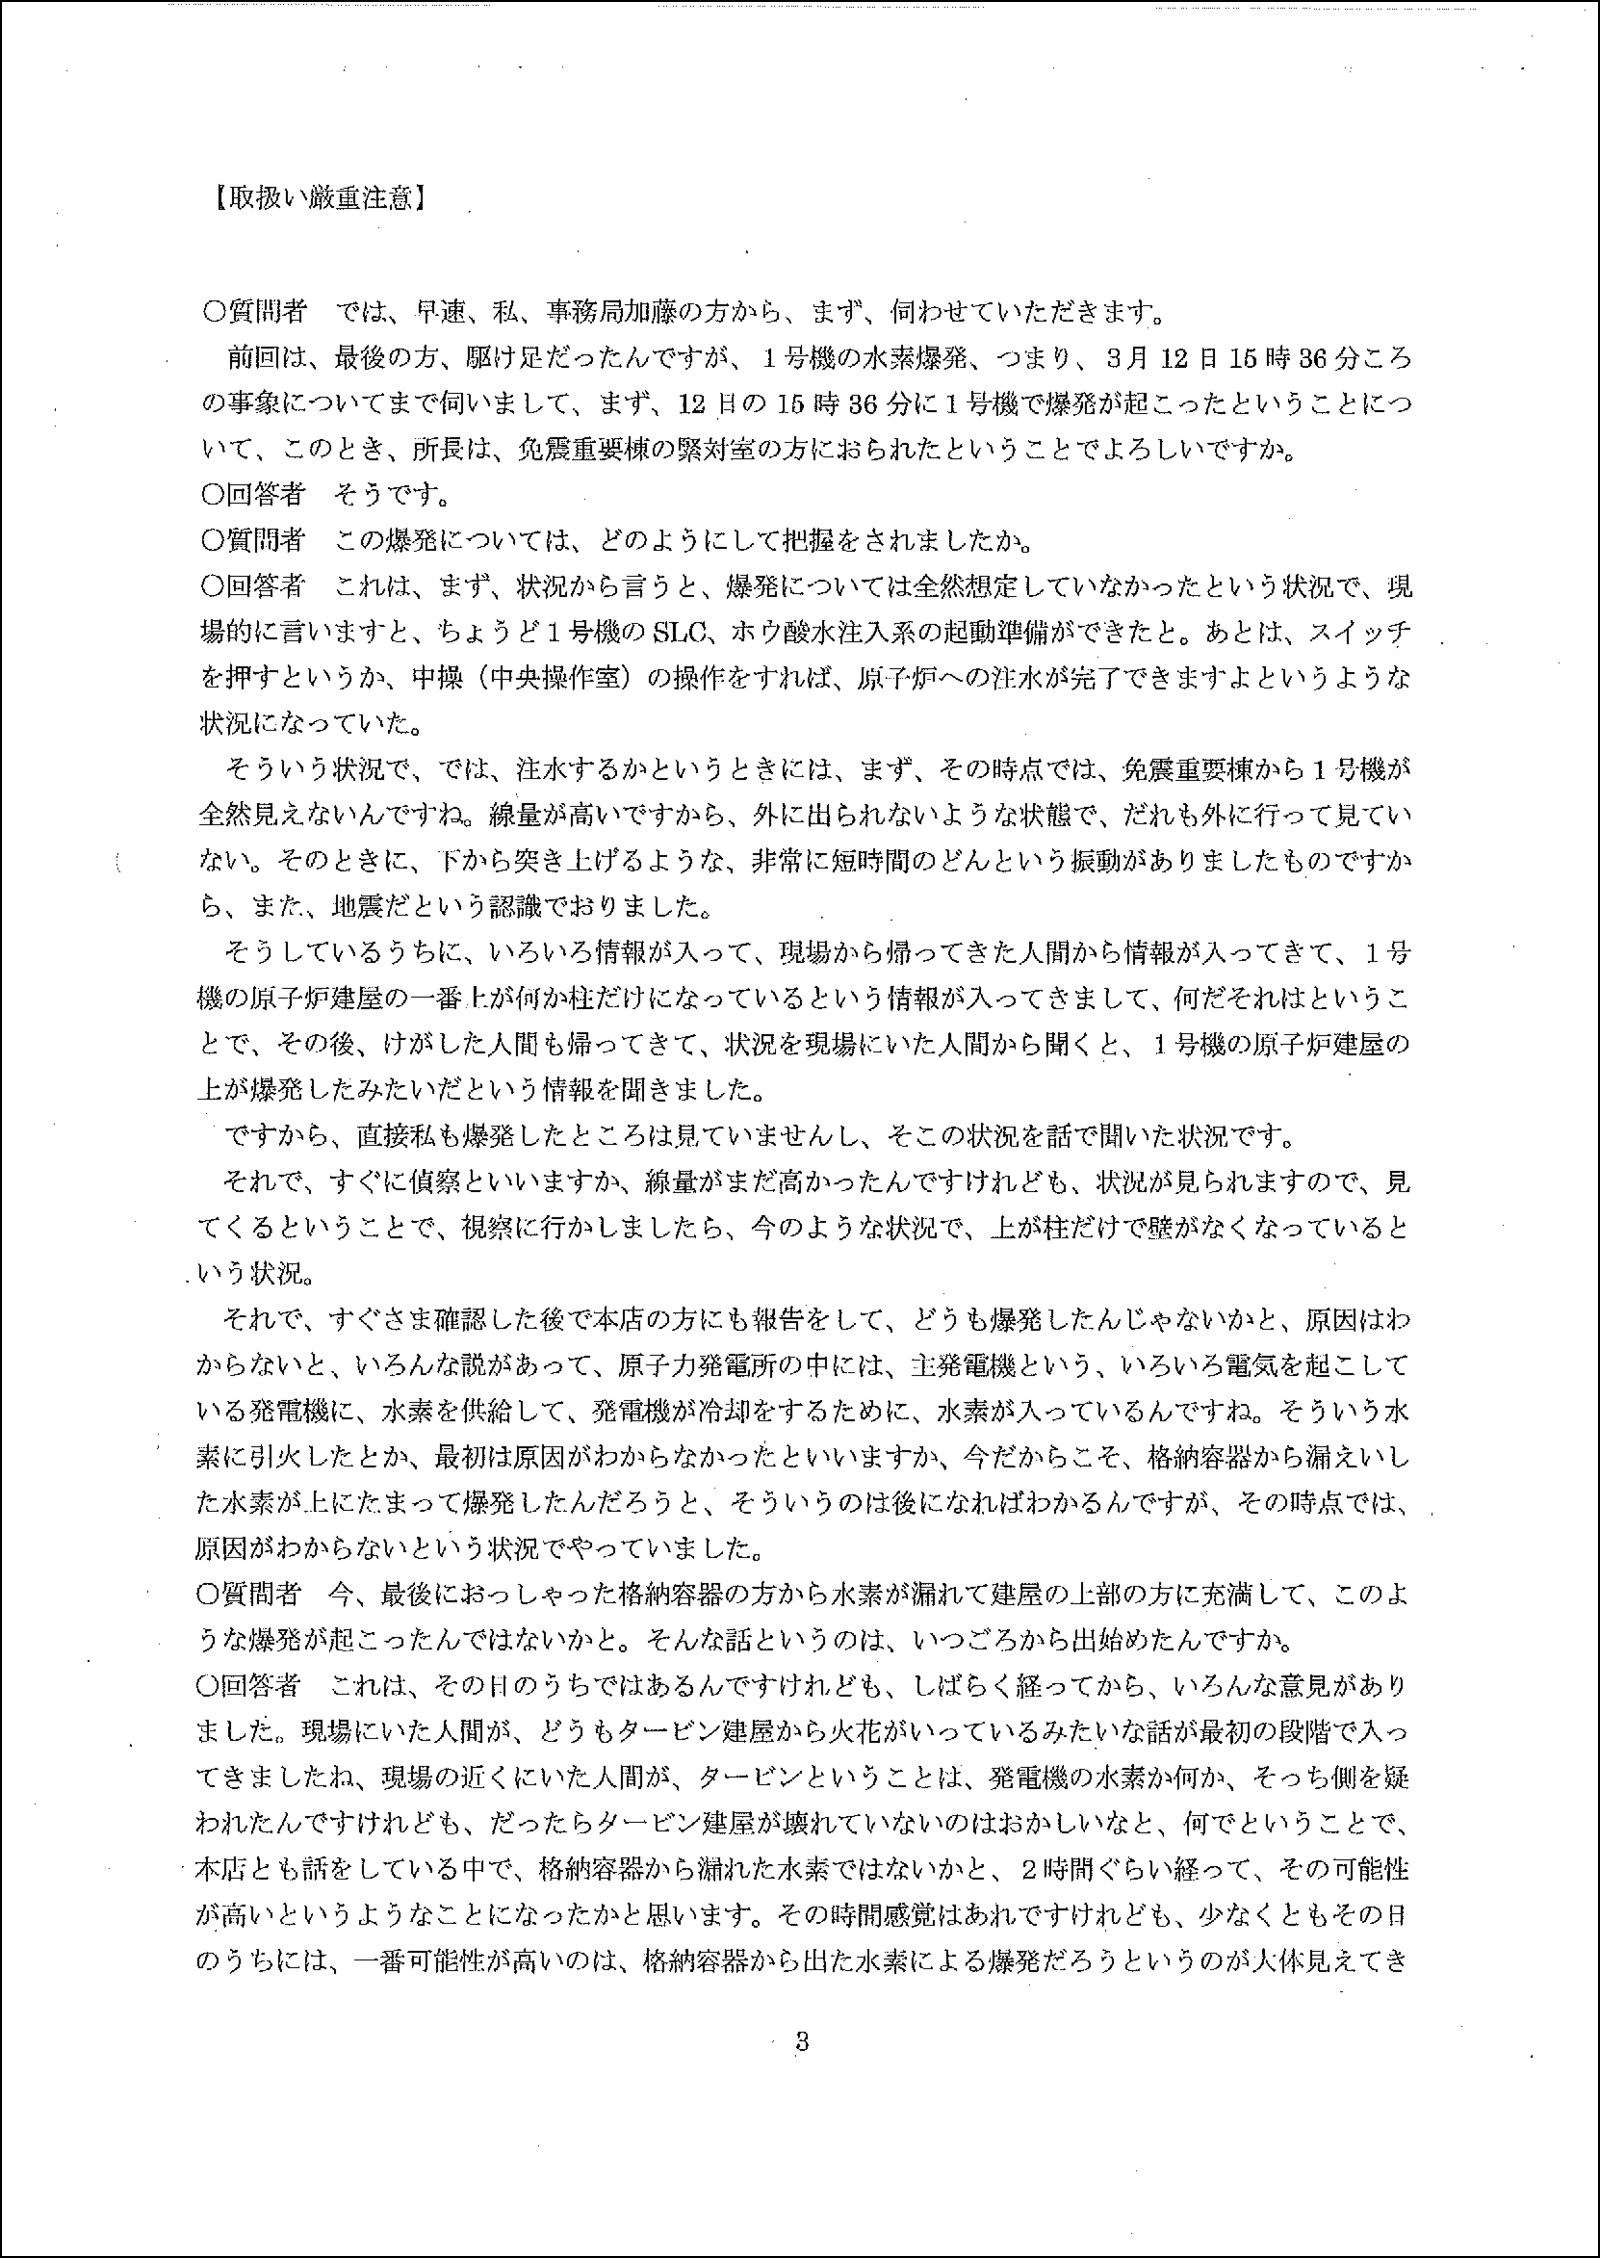 【取扱い厳重注意】
○質問者　では、早速、私、事務局加藤の方から、まず、伺わせていただきます。
　前回は、最後の方、駆け足だったんですが、１号機の水素爆発、つまり、３月 12 日 15 時 36 分ころ
の事象についてまで伺いまして、まず、12 日の 15 時 36 分に１号機で爆発が起こったということにつ
いて、このとき、所長は、免震重要棟の緊対室の方におられたということでよろしいですか。
○回答者　そうです。
○質問者　この爆発については、どのようにして把握をされましたか。
○回答者　これは、まず、状況から言うと、爆発については全然想定していなかったという状況で、現
場的に言いますと、ちょうど１号機の SLC、ホウ酸水注入系の起動準備ができたと。あとは、スイッチ
を押すというか、中操（中央操作室）の操作をすれば、原子炉への注水が完了できますよというような
状況になっていた。
　そういう状況で、では、注水するかというときには、まず、その時点では、免震重要棟から１号機が
全然見えないんですね。線量が高いですから、外に出られないような状態で、だれも外に行って見てい
ない。そのときに、下から突き上げるような、非常に短時間のどんという振動がありましたものですか
ら、また、地震だという認識でおりました。
　そうしているうちに、いろいろ情報が入って、現場から帰ってきた人間から情報が入ってきて、１号
機の原子炉建屋の一番上が何か柱だけになっているという情報が入ってきまして、何だそれはというこ
とで、その後、けがした人間も帰ってきて、状況を現場にいた人間から聞くと、１号機の原子炉建屋の
上が爆発したみたいだという情報を聞きました。
　ですから、直接私も爆発したところは見ていませんし、そこの状況を話で聞いた状況です。
　それで、すぐに偵察といいますか、線量がまだ高かったんですけれども、状況が見られますので、見
てくるということで、視察に行かしましたら、今のような状況で、上が柱だけで壁がなくなっていると
いう状況。
　それで、すぐさま確認した後で本店の方にも報告をして、どうも爆発したんじゃないかと、原因はわ
からないと、いろんな説があって、原子力発電所の中には、主発電機という、いろいろ電気を起こして
いる発電機に、水素を供給して、発電機が冷却をするために、水素が入っているんですね。そういう水
素に引火したとか、最初は原因がわからなかったといいますか、今だからこそ、格納容器から漏えいし
た水素が上にたまって爆発したんだろうと、そういうのは後になればわかるんですが、その時点では、
原因がわからないという状況でやっていました。
○質問者　今、最後におっしゃった格納容器の方から水素が漏れて建屋の上部の方に充満して、このよ
うな爆発が起こったんではないかと。そんな話というのは、いつごろから出始めたんですか。
○回答者　これは、その日のうちではあるんですけれども、しばらく経ってから、いろんな意見があり
ました。現場にいた人間が、どうもタービン建屋から火花がいっているみたいな話が最初の段階で入っ
てきましたね、現場の近くにいた人間が、タービンということは、発電機の水素か何か、そっち側を疑
われたんですけれども、だったらタービン建屋が壊れていないのはおかしいなと、何でということで、
本店とも話をしている中で、格納容器から漏れた水素ではないかと、２時間ぐらい経って、その可能性
が高いというようなことになったかと思います。その時間感覚はあれですけれども、少なくともその日
のうちには、一番可能性が高いのは、格納容器から出た水素による爆発だろうというのが大体見えてき
3